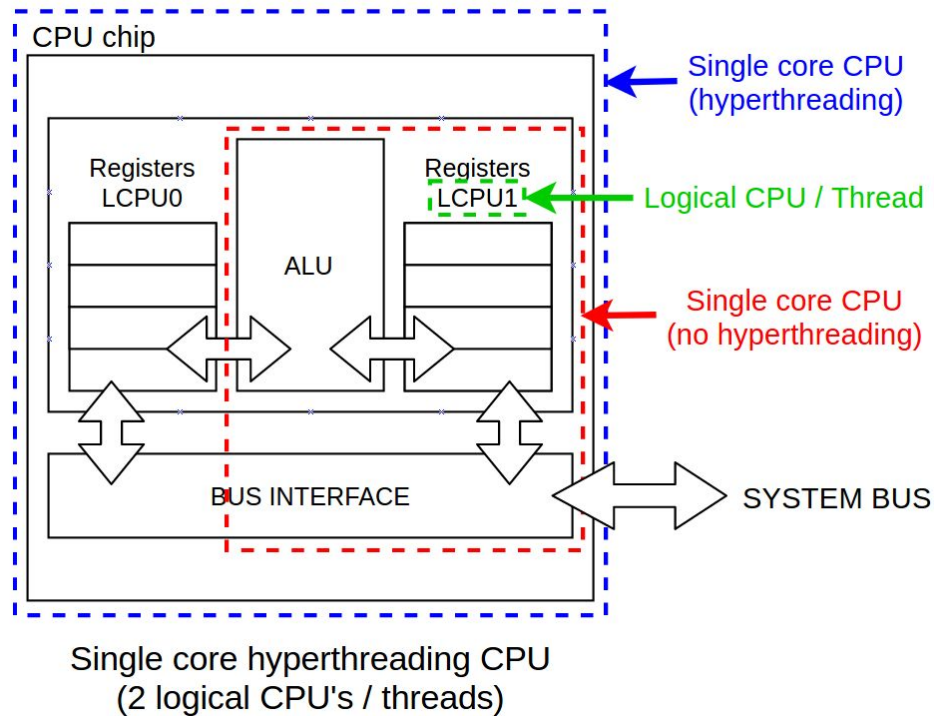 CPU chip
Single core CPU
(hyperthreading)
Registers
LCPU0
Registers
LCPU1
Logical CPU / Thread
ALU
Single core CPU
(no hyperthreading)
BUS INTERFACE
SYSTEM BUS
Single core hyperthreading CPU
(2 logical CPU's / threads)